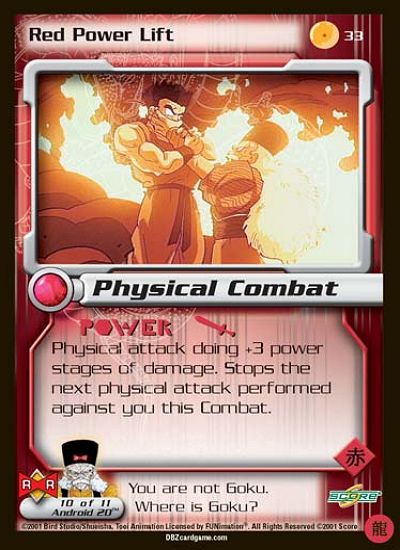 Red Power Lift
33
Physical Combat
POWER
Physical attack doing +3 power
stages of damage. Stops the
next physical attack performed
against you this Combat.
赤
R R
10 of 11
Android 20™
SCORE
You are not Goku.
Where is Goku?
龍
©2001 Bird Studio/Shueisha, Toei Animation Licensed by FUNimation®. All Rights Reserved ©2001 Score
DBZcardgame.com